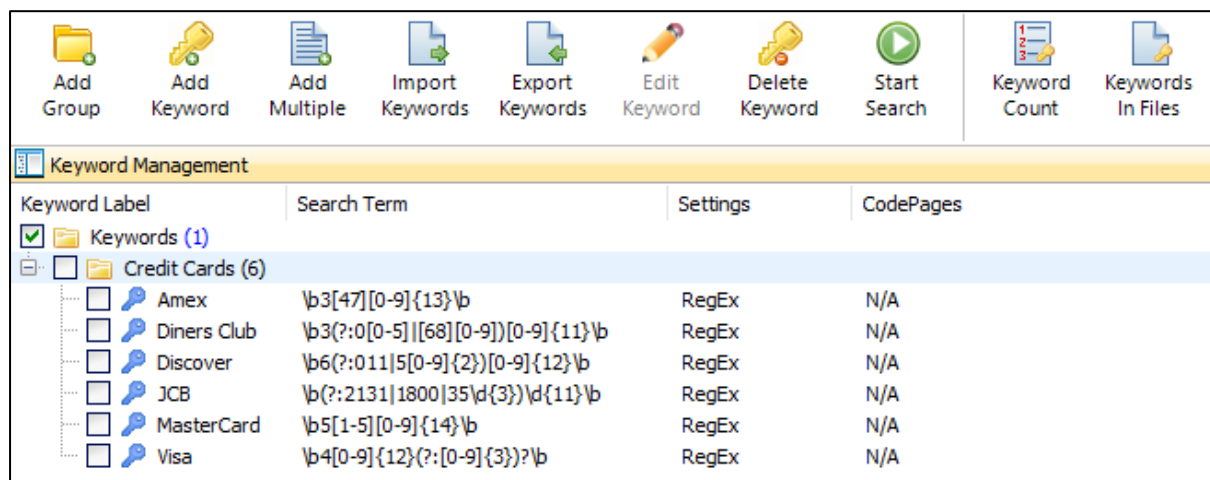 Add Group
Add Keyword
Add Multiple
Import Keywords
Export Keywords
Edit Keyword
Delete Keyword
Start Search
Keyword Count
Keywords In Files
Keyword Management
Keyword Label Search Term Settings CodePages
Keywords (1)
Credit Cards (6)
Amex \b3[47][0-9]{13}\b RegEx N/A
Diners Club \b3(?:0[0-5]|[68][0-9])[0-9]{11}\b RegEx N/A
Discover \b6(?:011|5[0-9]{2})[0-9]{12}\b RegEx N/A
JCB \b(?:2131|1800|35\d{3})\d{11}\b RegEx N/A
MasterCard \b5[1-5][0-9]{14}\b RegEx N/A
Visa \b4[0-9]{12}(?:[0-9]{3})?\b RegEx N/A